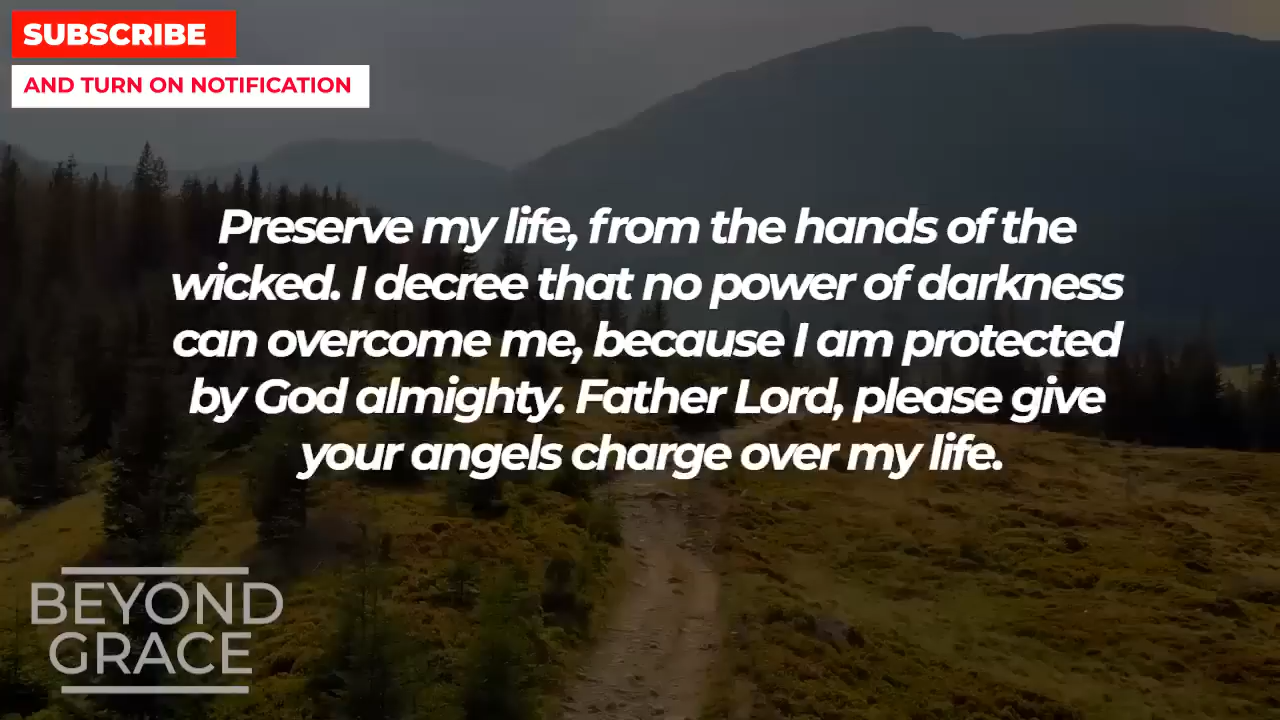 SUBSCRIBE
AND TURN ON NOTIFICATION
Preserve my life, from the hands of the
wicked. I decree that no power of darkness
can overcome me, because I am protected
by God almighty. Father Lord, please give
your angels charge over my life.
BEYOND
GRACE